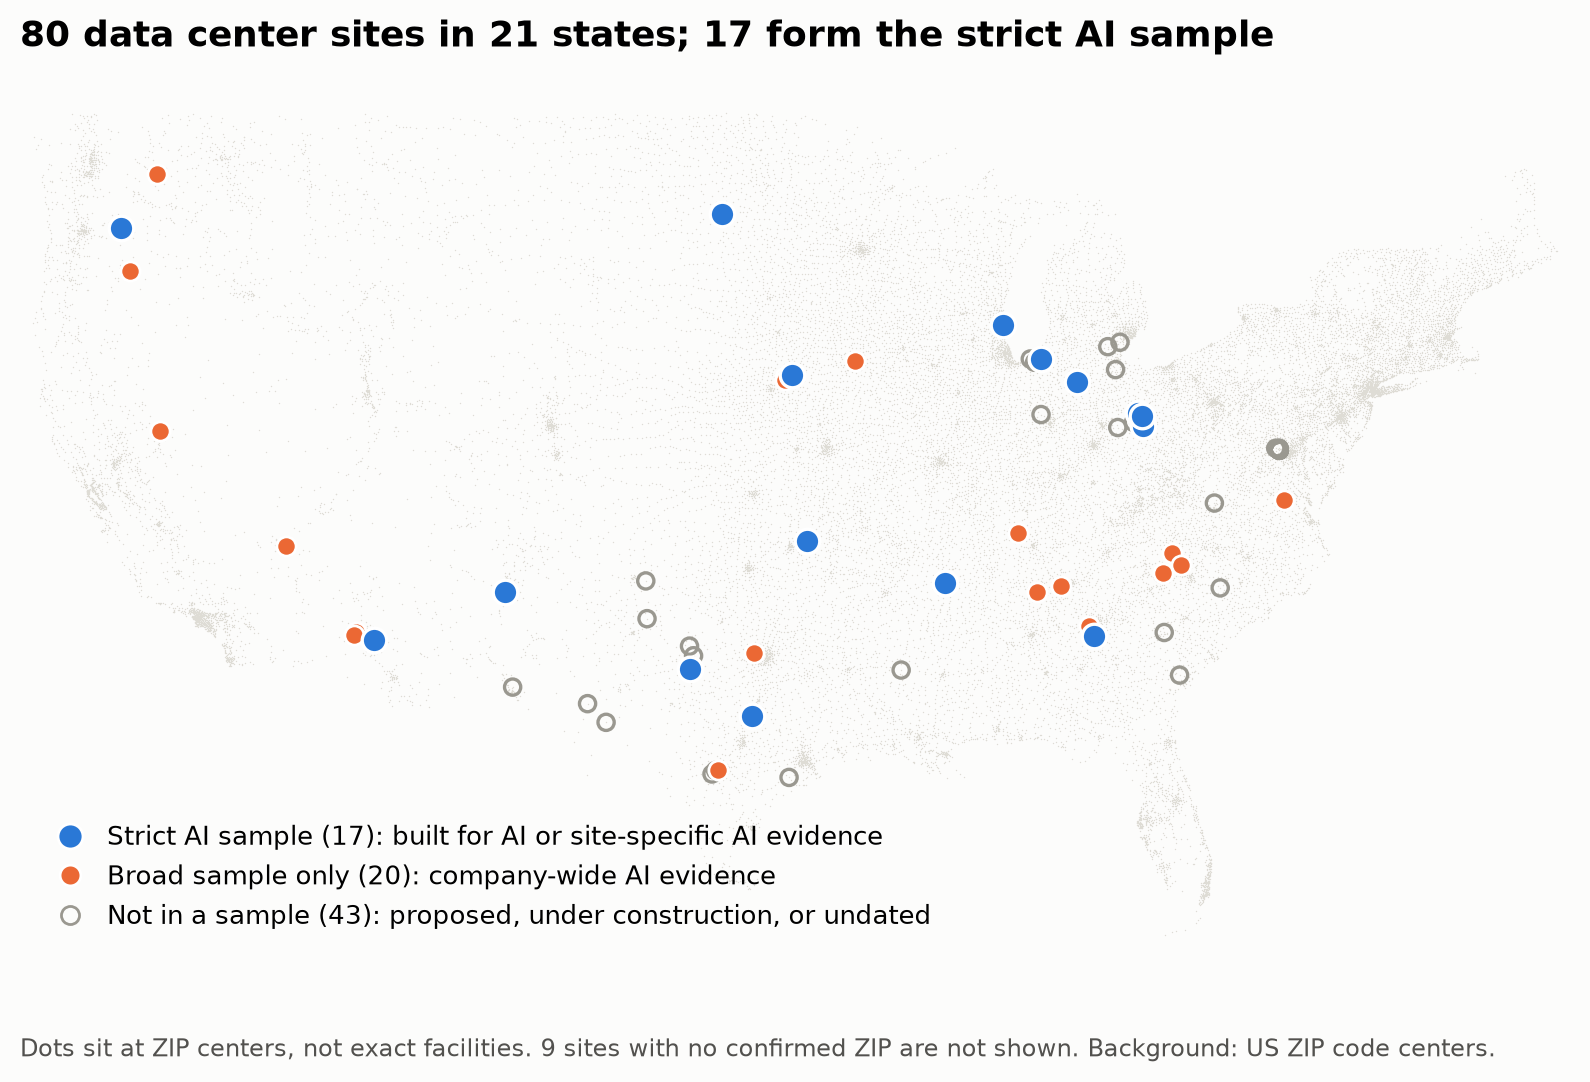 80 data center sites in 21 states; 17 form the strict AI sample
Strict AI sample (17): built for AI or site-specific AI evidence
Broad sample only (20): company-wide AI evidence
Not in a sample (43): proposed, under construction, or undated
Dots sit at ZIP centers, not exact facilities. 9 sites with no confirmed ZIP are not shown. Background: US ZIP code centers.